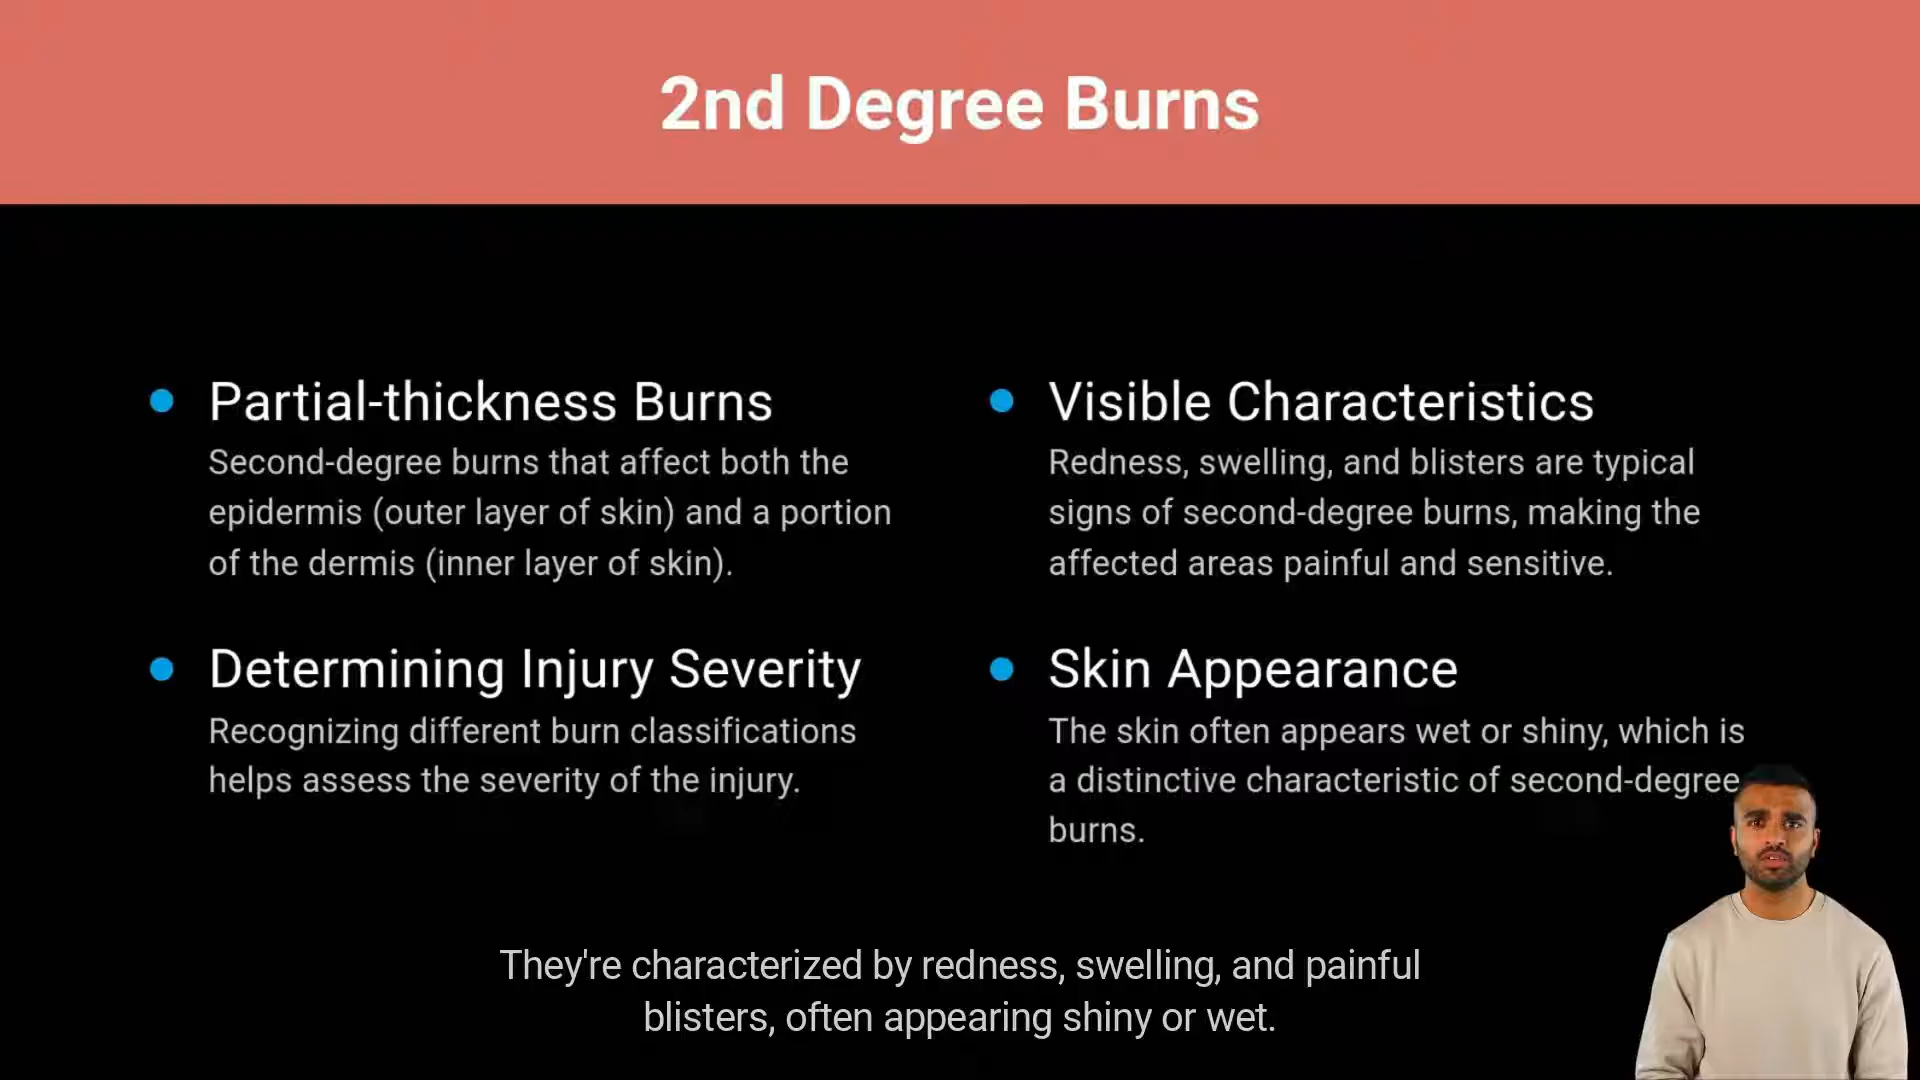 2nd Degree Burns
Partial-thickness Burns
Second-degree burns that affect both the
epidermis (outer layer of skin) and a portion
of the dermis (inner layer of skin).
Determining Injury Severity
Recognizing different burn classifications
helps assess the severity of the injury.
Visible Characteristics
Redness, swelling, and blisters are typical
signs of second-degree burns, making the
affected areas painful and sensitive.
Skin Appearance
The skin often appears wet or shiny, which is
a distinctive characteristic of second-degree
burns.
They're characterized by redness, swelling, and painful
blisters, often appearing shiny or wet.